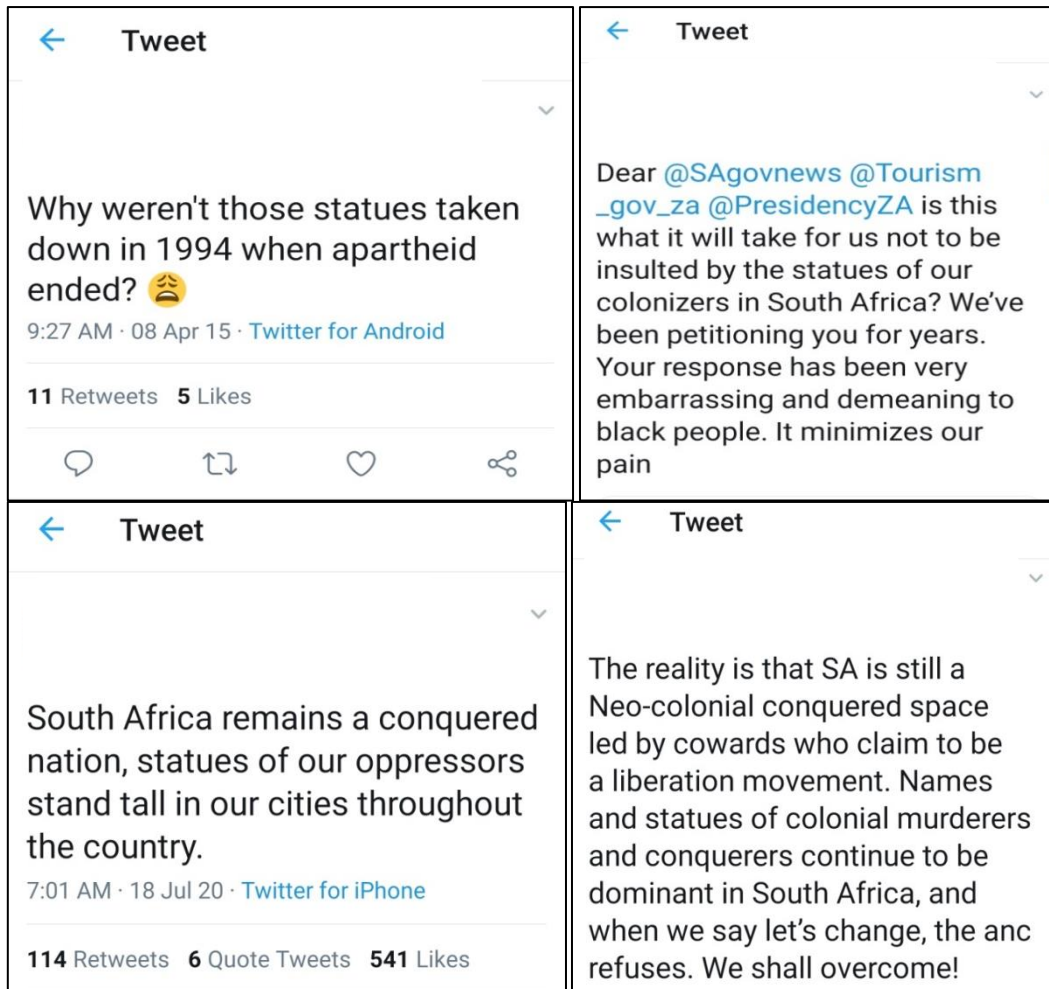 Tweet
Why weren't those statues taken
down in 1994 when apartheid
ended? 😩
9:27 AM · 08 Apr 15 · Twitter for Android
11 Retweets 5 Likes
Tweet
Dear @SAgovnews @Tourism
_gov_za @PresidencyZA is this
what it will take for us not to be
insulted by the statues of our
colonizers in South Africa? We've
been petitioning you for years.
Your response has been very
embarrassing and demeaning to
black people. It minimizes our
pain
Tweet
South Africa remains a conquered
nation, statues of our oppressors
stand tall in our cities throughout
the country.
7:01 AM · 18 Jul 20 · Twitter for iPhone
114 Retweets 6 Quote Tweets 541 Likes
Tweet
The reality is that SA is still a
Neo-colonial conquered space
led by cowards who claim to be
a liberation movement. Names
and statues of colonial murderers
and conquerers continue to be
dominant in South Africa, and
when we say let's change, the anc
refuses. We shall overcome!